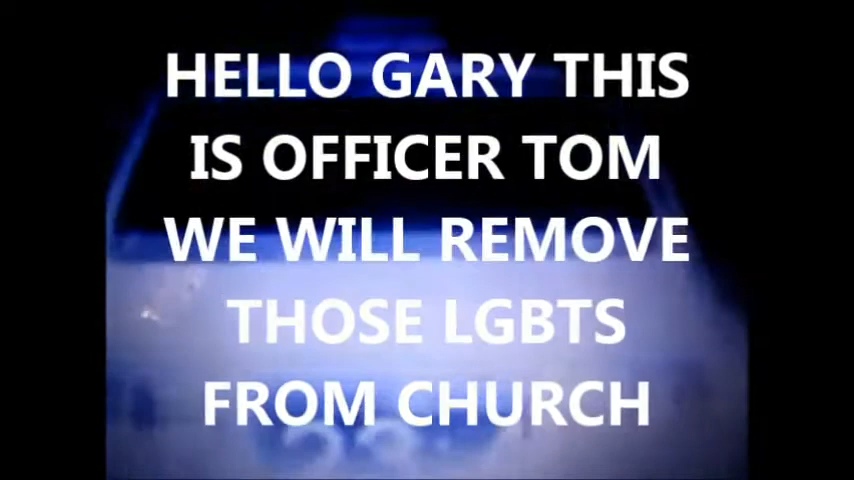 HELLO GARY THIS
IS OFFICER TOM
WE WILL REMOVE
THOSE LGBTS
FROM CHURCH